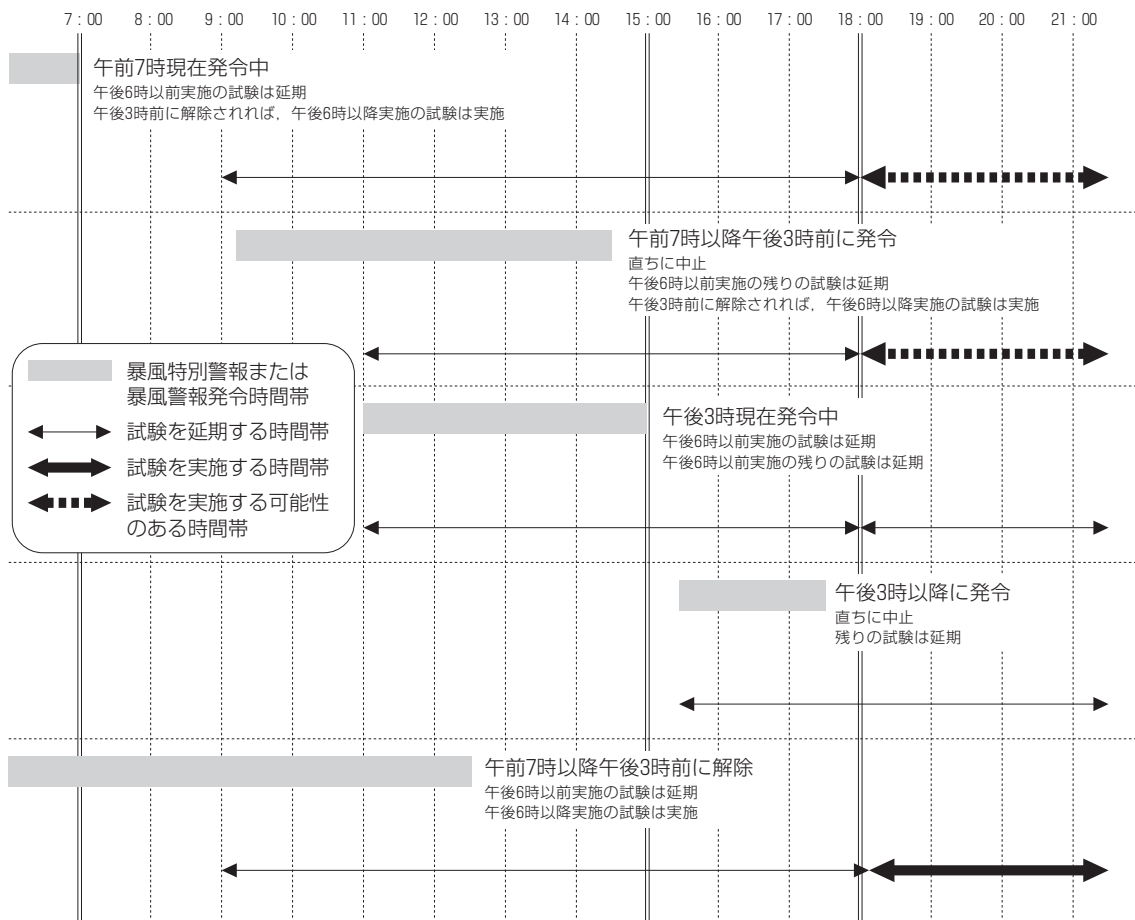 7：00 8：00 9：00 10：00 11：00 12：00 13：00 14：00 15：00 16：00 17：00 18：00 19：00 20：00 21：00
午前7時現在発令中
午後6時以前実施の試験は延期
午後3時前に解除されれば，午後6時以降実施の試験は実施
午前7時以降午後3時前に発令
直ちに中止
午後6時以前実施の残りの試験は延期
午後3時前に解除されれば，午後6時以降実施の試験は実施
暴風特別警報または
暴風警報発令時間帯
試験を延期する時間帯
試験を実施する時間帯
試験を実施する可能性
のある時間帯
午後3時現在発令中
午後6時以前実施の試験は延期
午後6時以前実施の残りの試験は延期
午後3時以降に発令
直ちに中止
残りの試験は延期
午前7時以降午後3時前に解除
午後6時以前実施の試験は延期
午後6時以降実施の試験は実施